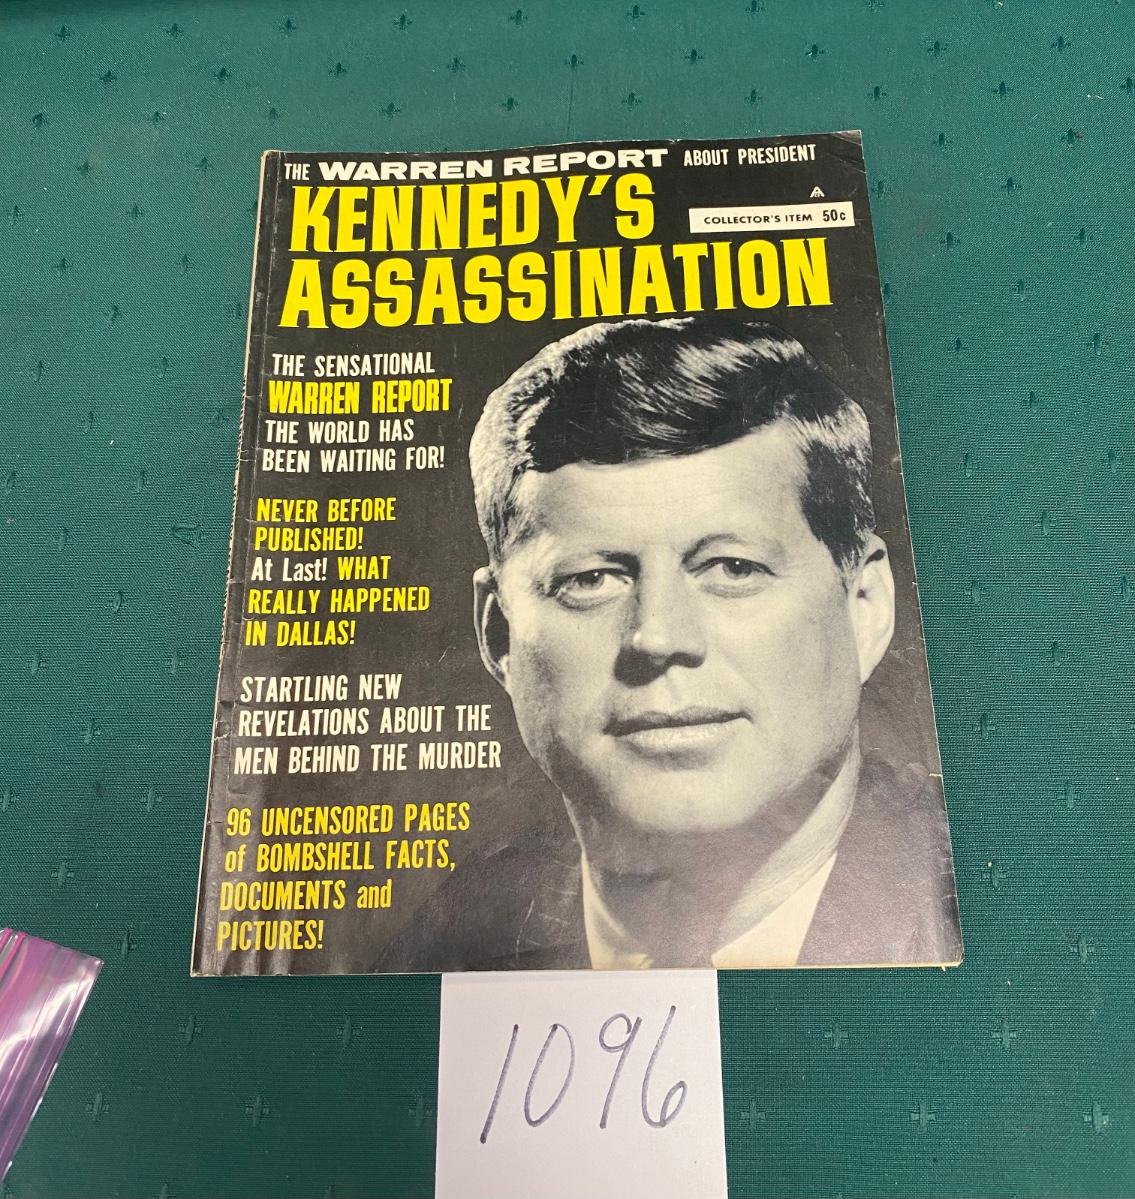 THE WARREN REPORT ABOUT PRESIDENT
KENNEDY'S
COLLECTOR'S ITEM 50¢
ASSASSINATION
THE SENSATIONAL
WARREN REPORT
THE WORLD HAS
BEEN WAITING FOR!
NEVER BEFORE
PUBLISHED!
At Last! WHAT
REALLY HAPPENED
IN DALLAS!
STARTLING NEW
REVELATIONS ABOUT THE
MEN BEHIND THE MURDER
96 UNCENSORED PAGES
of BOMBSHELL FACTS,
DOCUMENTS and
PICTURES!
1096